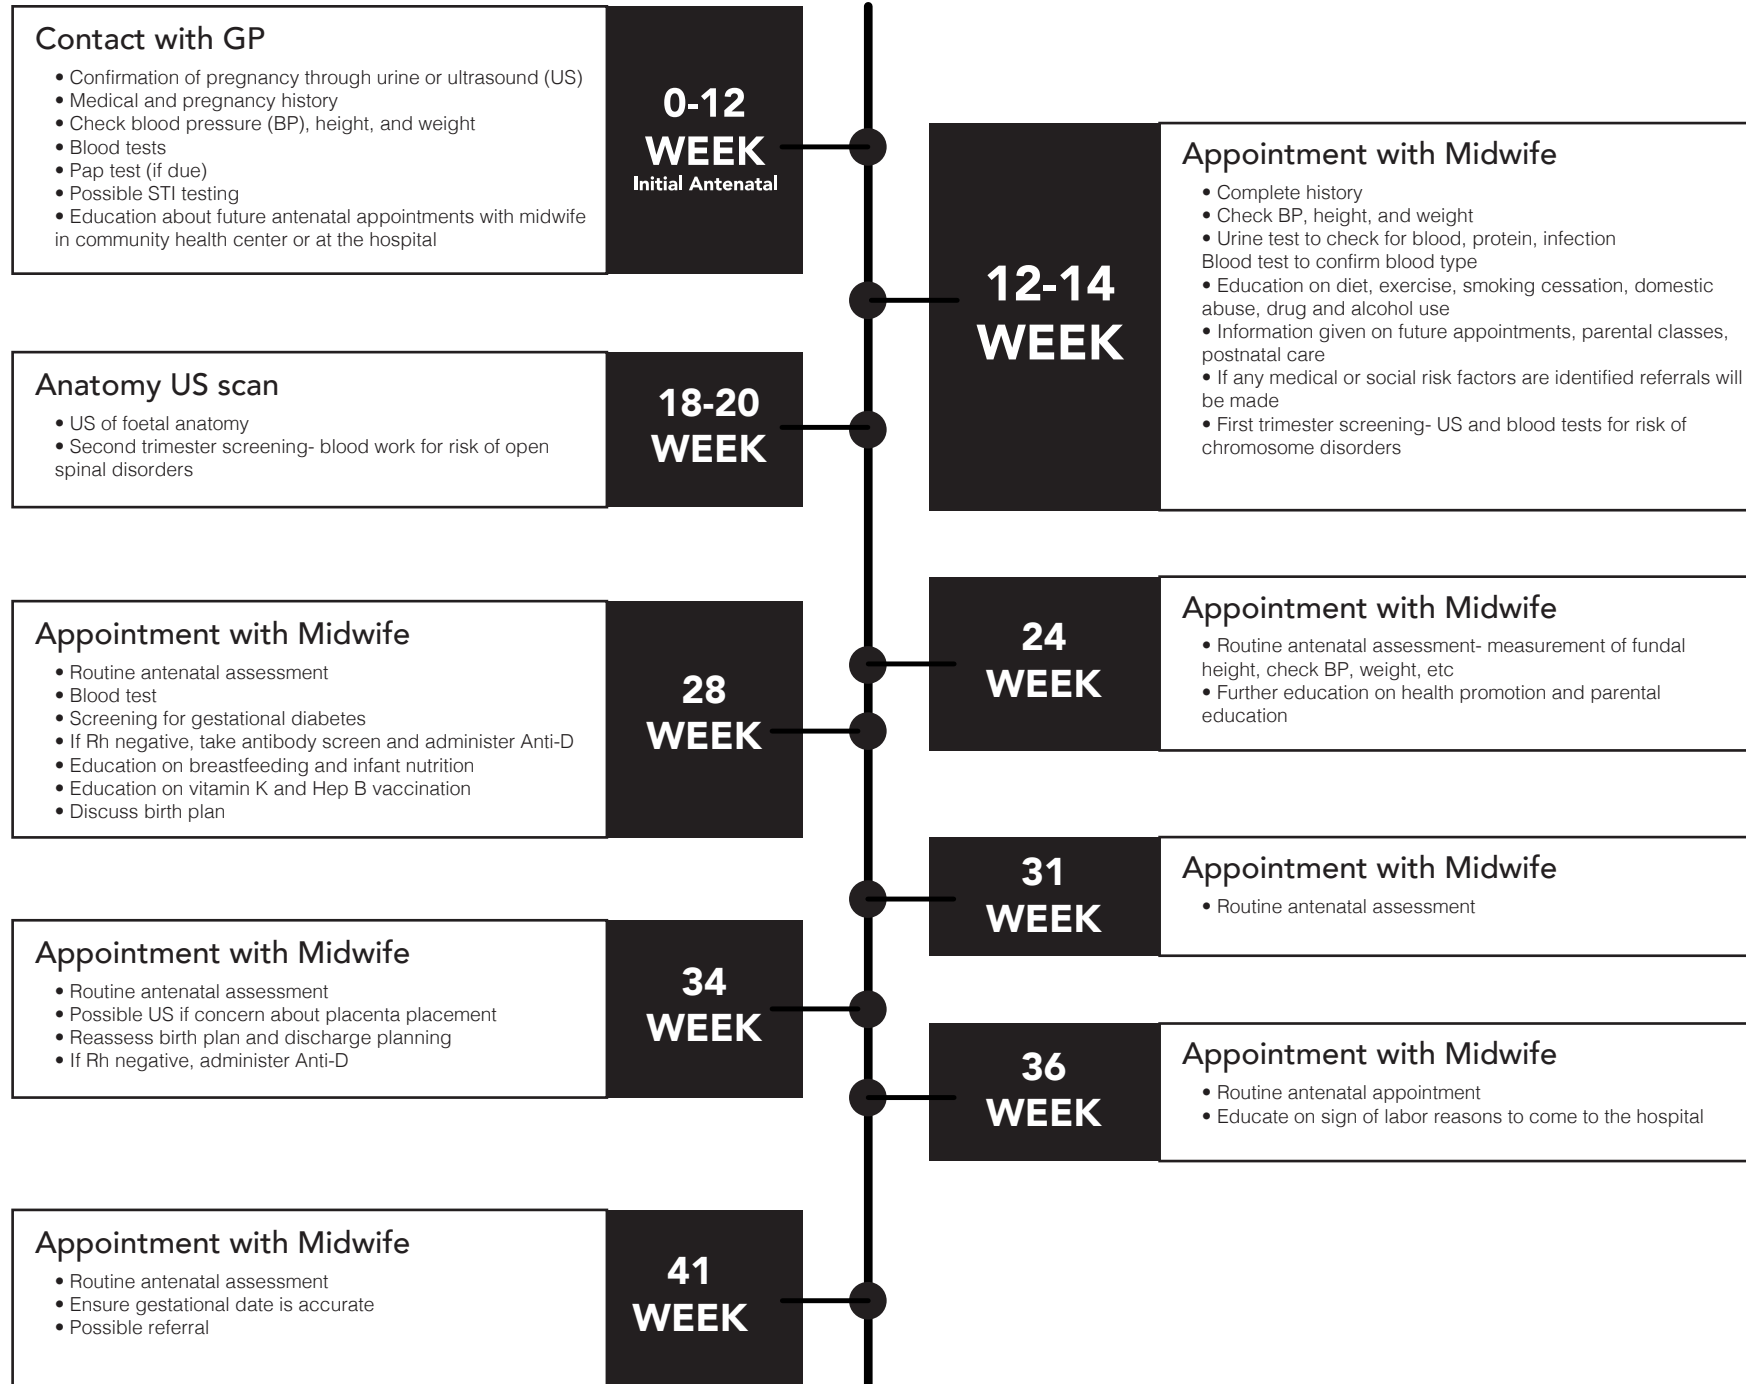 Contact with GP
• Confirmation of pregnancy through urine or ultrasound (US)
• Medical and pregnancy history
• Check blood pressure (BP), height, and weight
• Blood tests
• Pap test (if due)
• Possible STI testing
• Education about future antenatal appointments with midwife
in community health center or at the hospital
0-12
WEEK
Initial Antenatal
12-14
WEEK
Appointment with Midwife
• Complete history
• Check BP, height, and weight
• Urine test to check for blood, protein, infection
Blood test to confirm blood type
• Education on diet, exercise, smoking cessation, domestic
abuse, drug and alcohol use
• Information given on future appointments, parental classes,
postnatal care
• If any medical or social risk factors are identified referrals will
be made
• First trimester screening- US and blood tests for risk of
chromosome disorders
Anatomy US scan
• US of foetal anatomy
• Second trimester screening- blood work for risk of open
spinal disorders
18-20
WEEK
24
WEEK
Appointment with Midwife
• Routine antenatal assessment- measurement of fundal
height, check BP, weight, etc
• Further education on health promotion and parental
education
Appointment with Midwife
• Routine antenatal assessment
• Blood test
• Screening for gestational diabetes
• If Rh negative, take antibody screen and administer Anti-D
• Education on breastfeeding and infant nutrition
• Education on vitamin K and Hep B vaccination
• Discuss birth plan
28
WEEK
31
WEEK
Appointment with Midwife
• Routine antenatal assessment
Appointment with Midwife
• Routine antenatal assessment
• Possible US if concern about placenta placement
• Reassess birth plan and discharge planning
• If Rh negative, administer Anti-D
34
WEEK
36
WEEK
Appointment with Midwife
• Routine antenatal appointment
• Educate on sign of labor reasons to come to the hospital
Appointment with Midwife
• Routine antenatal assessment
• Ensure gestational date is accurate
• Possible referral
41
WEEK